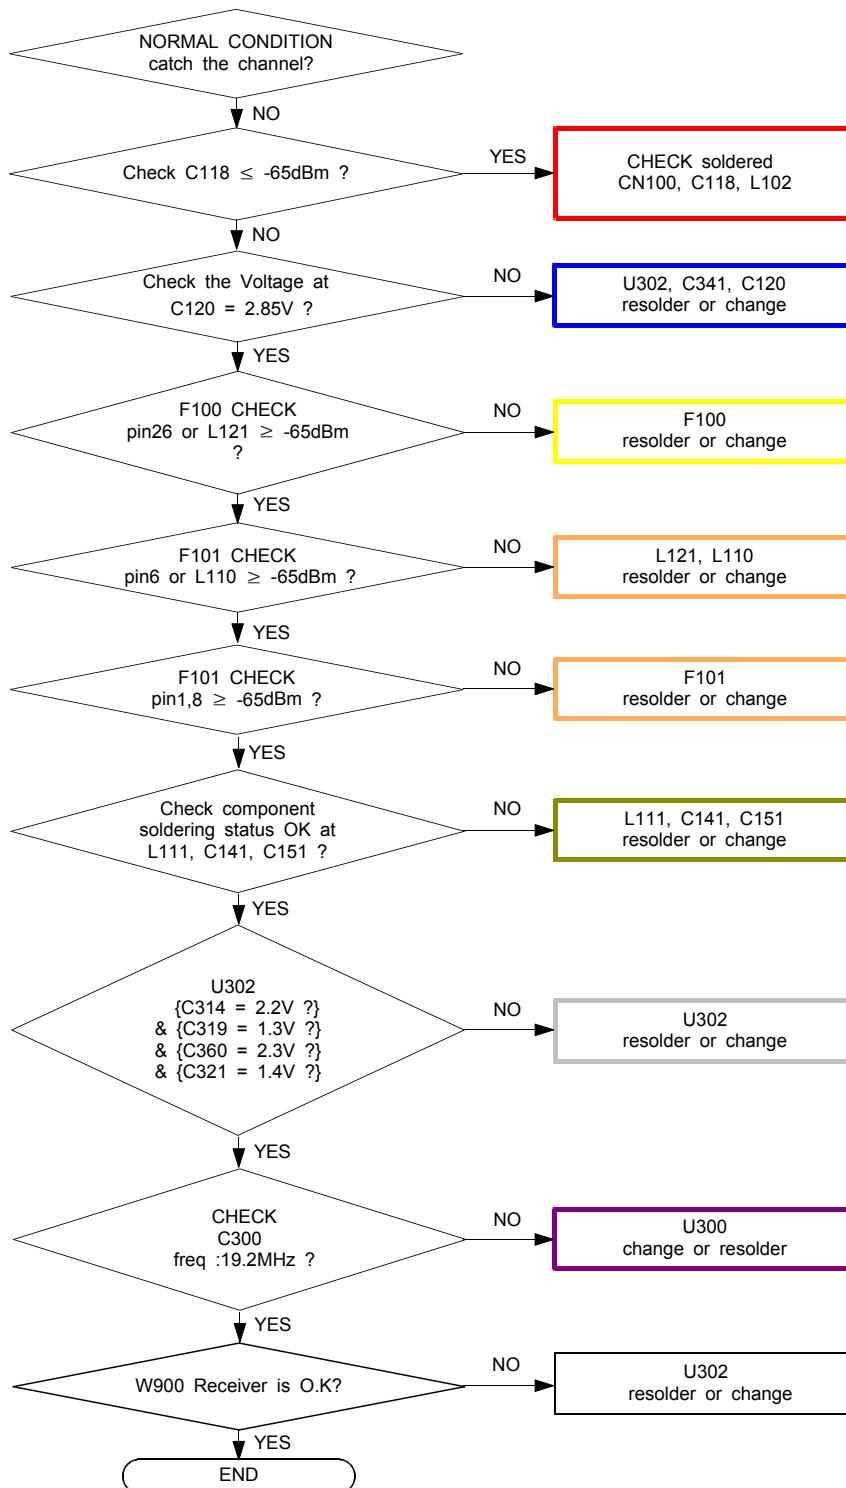 NORMAL CONDITION
catch the channel?
NO
Check C118 ≤ -65dBm ?
YES
CHECK soldered
CN100, C118, L102
NO
Check the Voltage at
C120 = 2.85V ?
NO
U302, C341, C120
resolder or change
YES
F100 CHECK
pin26 or L121 ≥ -65dBm
?
NO
F100
resolder or change
YES
F101 CHECK
pin6 or L110 ≥ -65dBm ?
NO
L121, L110
resolder or change
YES
F101 CHECK
pin1,8 ≥ -65dBm ?
NO
F101
resolder or change
YES
Check component
soldering status OK at
L111, C141, C151 ?
NO
L111, C141, C151
resolder or change
YES
U302
{C314 = 2.2V ?}
& {C319 = 1.3V ?}
& {C360 = 2.3V ?}
& {C321 = 1.4V ?}
NO
U302
resolder or change
YES
CHECK
C300
freq :19.2MHz ?
NO
U300
change or resolder
YES
W900 Receiver is O.K?
NO
U302
resolder or change
YES
END